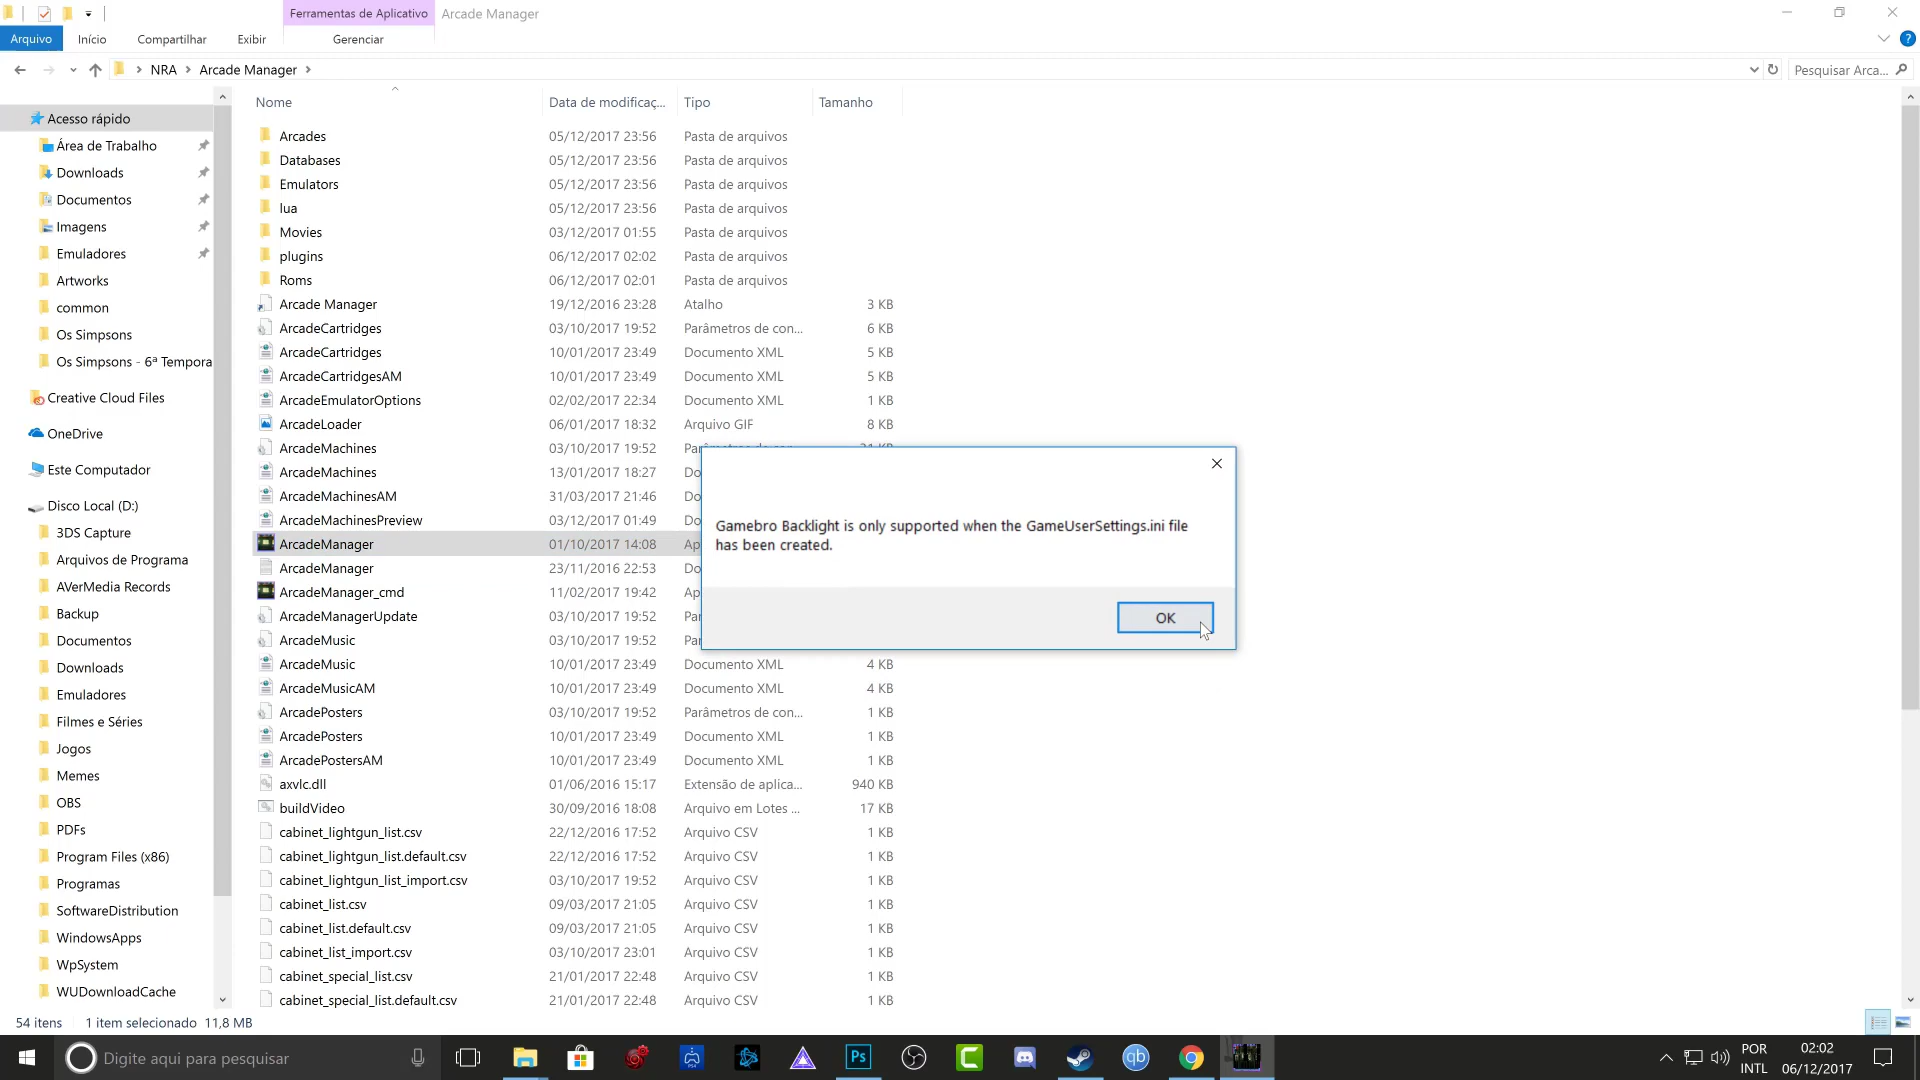 Ferramentas de Aplicativo
Arcade Manager
Arquivo
Início
Compartilhar
Exibir
Gerenciar
NRA
Arcade Manager
Pesquisar Arca...
Nome
Data de modificaç...
Tipo
Tamanho
Acesso rápido
Área de Trabalho
Downloads
Documentos
Imagens
Emuladores
Artworks
common
Os Simpsons
Os Simpsons - 6ª Tempora
Creative Cloud Files
OneDrive
Este Computador
Disco Local (D:)
3DS Capture
Arquivos de Programa
AVerMedia Records
Backup
Documentos
Downloads
Emuladores
Filmes e Séries
Jogos
Memes
OBS
PDFs
Program Files (x86)
Programas
SoftwareDistribution
WindowsApps
WpSystem
WUDownloadCache
Arcades 05/12/2017 23:56 Pasta de arquivos
Databases 05/12/2017 23:56 Pasta de arquivos
Emulators 05/12/2017 23:56 Pasta de arquivos
lua 05/12/2017 23:56 Pasta de arquivos
Movies 03/12/2017 01:55 Pasta de arquivos
plugins 06/12/2017 02:02 Pasta de arquivos
Roms 06/12/2017 02:01 Pasta de arquivos
Arcade Manager 19/12/2016 23:28 Atalho 3 KB
ArcadeCartridges 03/10/2017 19:52 Parâmetros de con... 6 KB
ArcadeCartridges 10/01/2017 23:49 Documento XML 5 KB
ArcadeCartridgesAM 10/01/2017 23:49 Documento XML 5 KB
ArcadeEmulatorOptions 02/02/2017 22:34 Documento XML 1 KB
ArcadeLoader 06/01/2017 18:32 Arquivo GIF 8 KB
ArcadeMachines 03/10/2017 19:52
ArcadeMachines 13/01/2017 18:27 Do
ArcadeMachinesAM 31/03/2017 21:46 Do
ArcadeMachinesPreview 03/12/2017 01:49 Do
ArcadeManager 01/10/2017 14:08 Ap
ArcadeManager 23/11/2016 22:53 Do
ArcadeManager_cmd 11/02/2017 19:42 Ap
ArcadeManagerUpdate 03/10/2017 19:52 Par
ArcadeMusic 03/10/2017 19:52 Par
ArcadeMusic 10/01/2017 23:49 Documento XML 4 KB
ArcadeMusicAM 10/01/2017 23:49 Documento XML 4 KB
ArcadePosters 03/10/2017 19:52 Parâmetros de con... 1 KB
ArcadePosters 10/01/2017 23:49 Documento XML 1 KB
ArcadePostersAM 10/01/2017 23:49 Documento XML 1 KB
axvlc.dll 01/06/2016 15:17 Extensão de aplica... 940 KB
buildVideo 30/09/2016 18:08 Arquivo em Lotes ... 17 KB
cabinet_lightgun_list.csv 22/12/2016 17:52 Arquivo CSV 1 KB
cabinet_lightgun_list.default.csv 22/12/2016 17:52 Arquivo CSV 1 KB
cabinet_lightgun_list_import.csv 03/10/2017 19:52 Arquivo CSV 1 KB
cabinet_list.csv 09/03/2017 21:05 Arquivo CSV 1 KB
cabinet_list.default.csv 09/03/2017 21:05 Arquivo CSV 1 KB
cabinet_list_import.csv 03/10/2017 23:01 Arquivo CSV 1 KB
cabinet_special_list.csv 21/01/2017 22:48 Arquivo CSV 1 KB
cabinet_special_list.default.csv 21/01/2017 22:48 Arquivo CSV 1 KB
Gamebro Backlight is only supported when the GameUserSettings.ini file
has been created.
OK
54 itens 1 item selecionado 11,8 MB
Digite aqui para pesquisar
Ps
qb
POR
INTL
02:02
06/12/2017